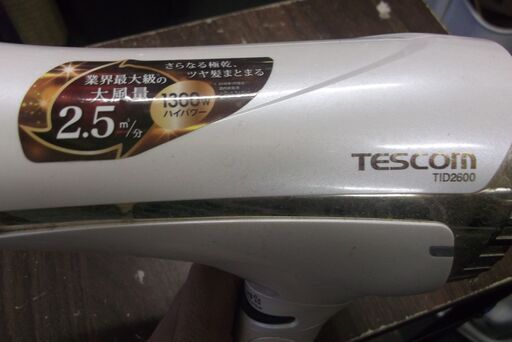 さらなる極乾、
ツヤ髪まとまる
業界最大級の
大風量
2.5㎥/分
1300W
ハイパワー
TESCOM
TID2600